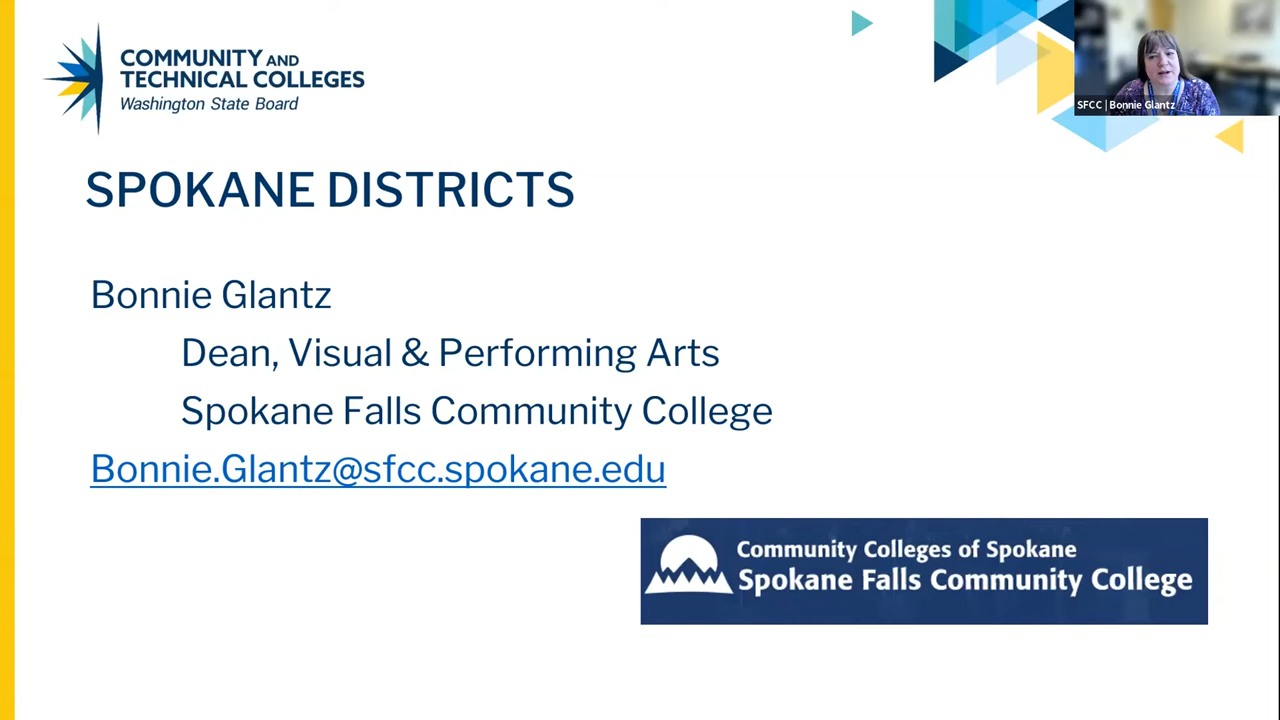 COMMUNITY AND
TECHNICAL COLLEGES
Washington State Board
SFCC | Bonnie Glantz
SPOKANE DISTRICTS
Bonnie Glantz
Dean, Visual & Performing Arts
Spokane Falls Community College
Bonnie.Glantz@sfcc.spokane.edu
Community Colleges of Spokane
Spokane Falls Community College